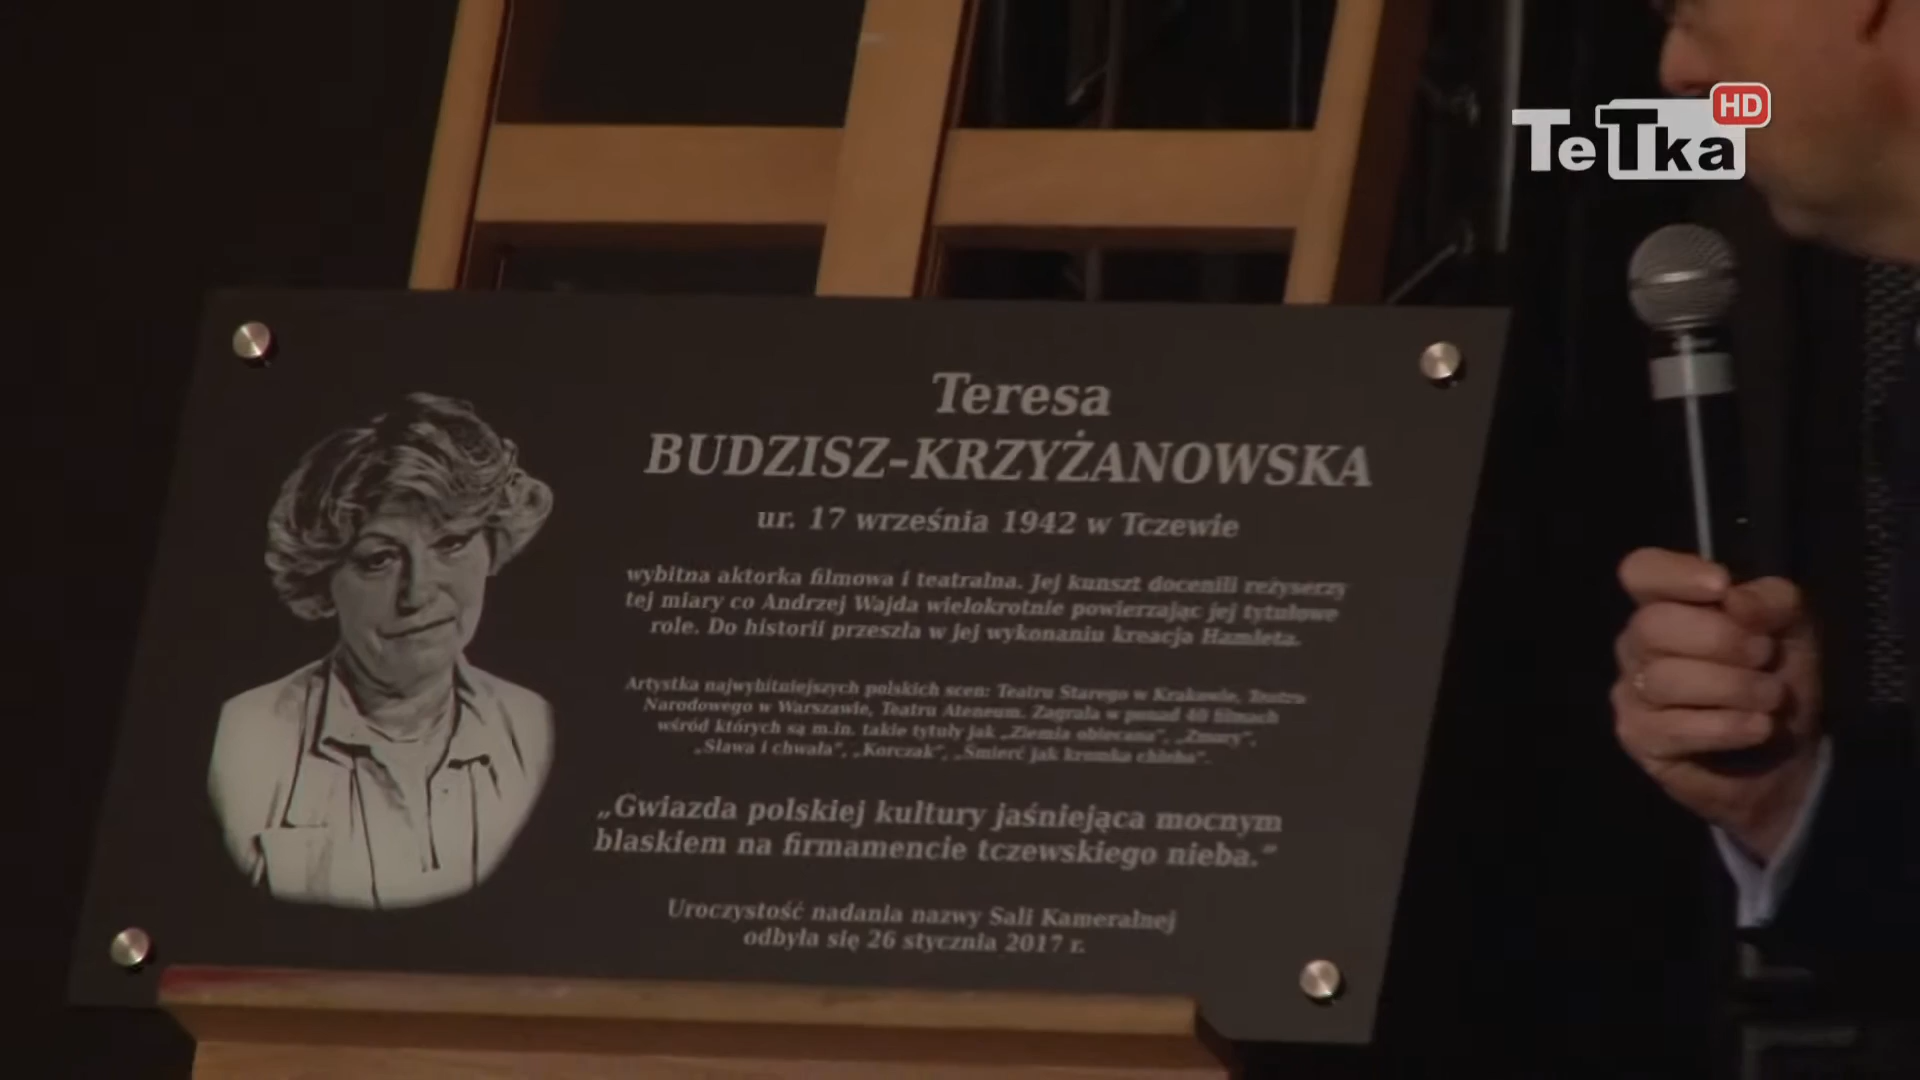 TeTka HD
Teresa
BUDZISZ-KRZYŻANOWSKA
ur. 17 września 1942 w Tczewie
wybitna aktorka filmowa i teatralna. Jej kunszt docenili reżyserzy
tej miary co Andrzej Wajda wielokrotnie powierzając jej tytułowe
role. Do historii przeszła w jej wykonaniu kreacja Hamleta.
Artystka najwybitniejszych polskich scen: Teatru Starego w Krakowie, Teatru
Narodowego w Warszawie, Teatru Ateneum. Zagrała w ponad 40 filmach
wśród których są m.in. takie tytuły jak „Ziemia obiecana”, „Zmory”,
„Sława i chwała”, „Korczak”, „Śmierć jak kromka chleba”.
„Gwiazda polskiej kultury jaśniejąca mocnym
blaskiem na firmamencie tczewskiego nieba.”
Uroczystość nadania nazwy Sali Kameralnej
odbyła się 26 stycznia 2017 r.